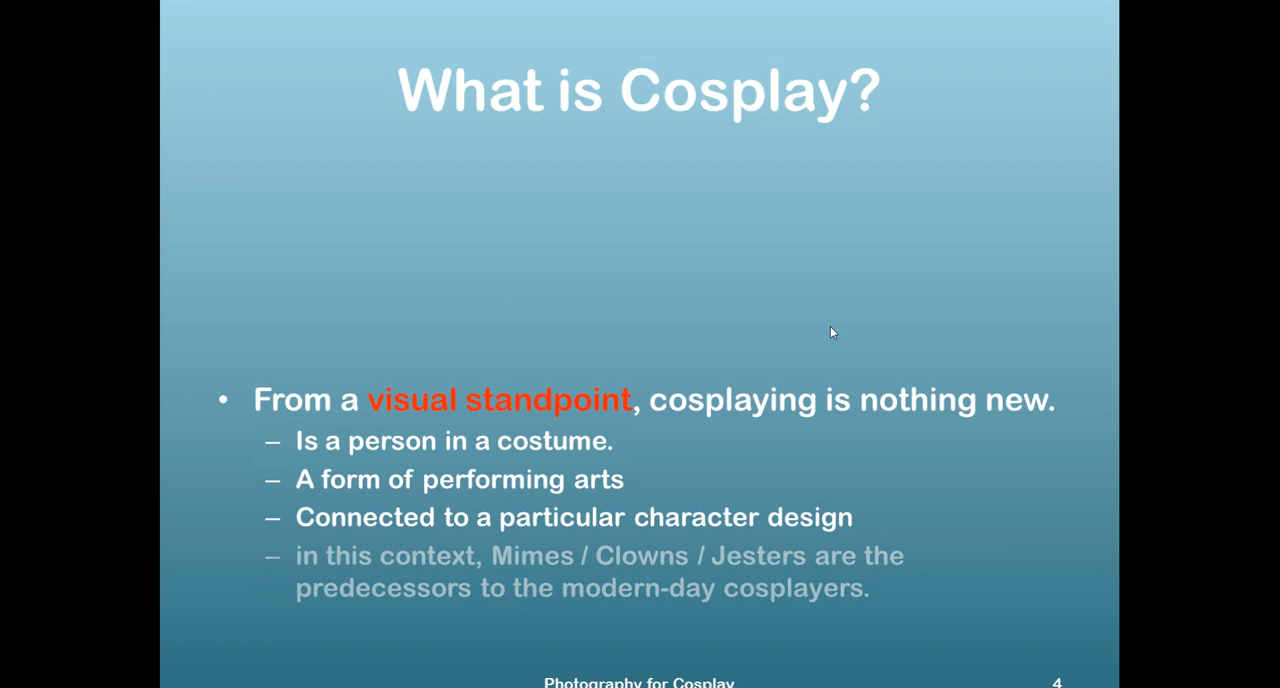 What is Cosplay?
• From a visual standpoint, cosplaying is nothing new.
– Is a person in a costume.
– A form of performing arts
– Connected to a particular character design
– in this context, Mimes / Clowns / Jesters are the
predecessors to the modern-day cosplayers.
Photography for Cosplay
4